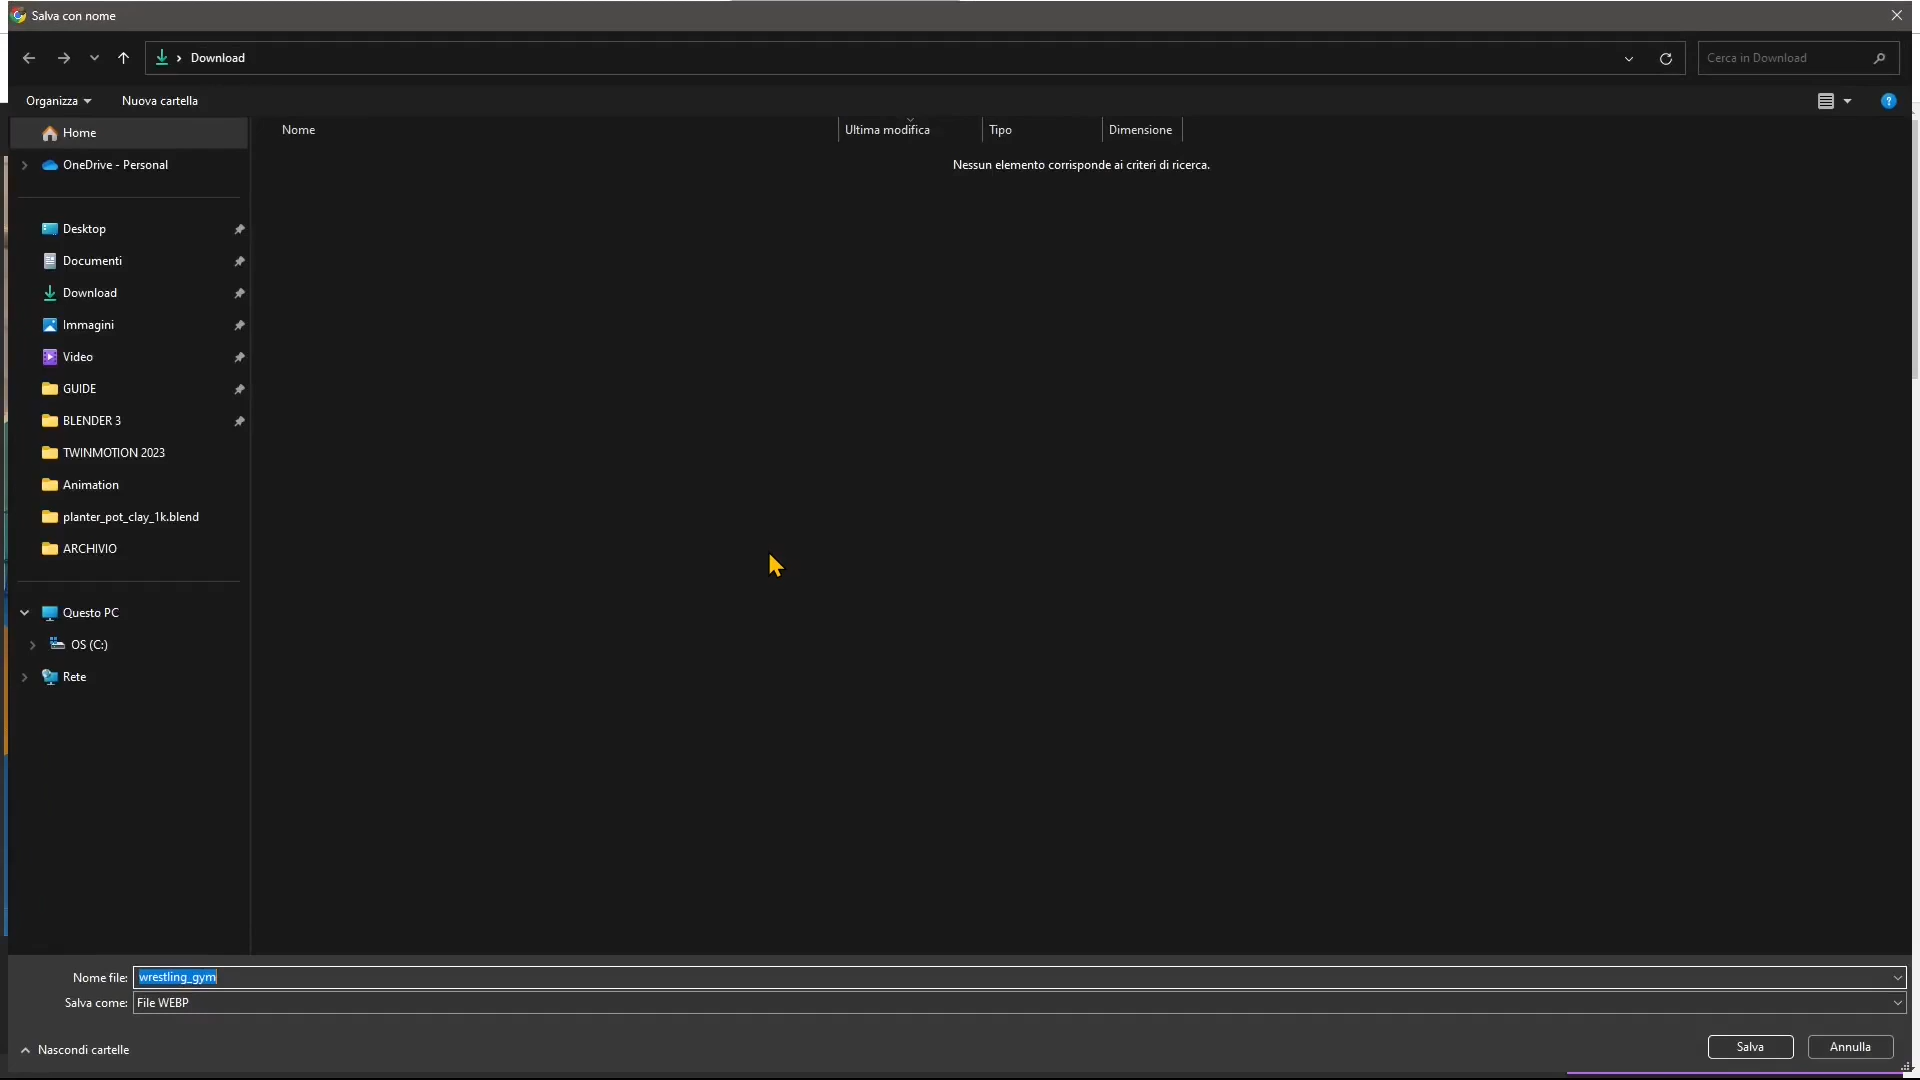 Salva con nome
Download
Cerca in Download
Organizza
Nuova cartella
Home
Nome
Ultima modifica
Tipo
Dimensione
OneDrive - Personal
Nessun elemento corrisponde ai criteri di ricerca.
Desktop
Documenti
Download
Immagini
Video
GUIDE
BLENDER 3
TWINMOTION 2023
Animation
planter_pot_clay_1k.blend
ARCHIVIO
Questo PC
OS (C:)
Rete
Nome file: wrestling_gym
Salva come: File WEBP
Nascondi cartelle
Salva
Annulla